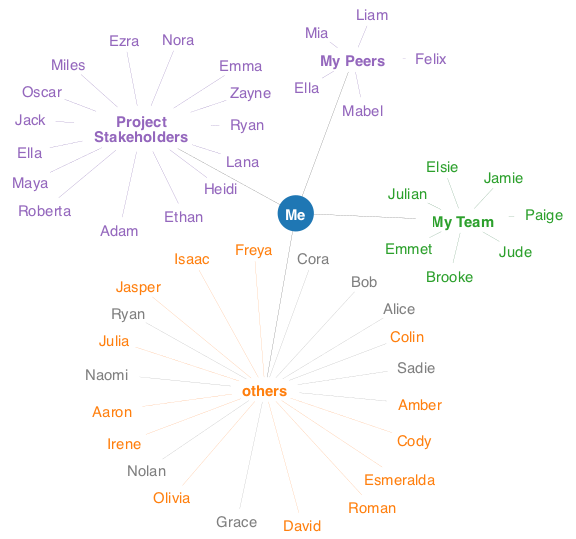 Liam
Mia
Ezra
Nora
My Peers
Felix
Miles
Emma
Ella
Oscar
Zayne
Mabel
Jack
Project
Stakeholders
Ryan
Ella
Lana
Elsie
Jamie
Maya
Heidi
Julian
Roberta
Ethan
Me
My Team
Paige
Adam
Emmet
Jude
Brooke
Isaac
Freya
Cora
Jasper
Bob
Ryan
Alice
Julia
Colin
Naomi
Sadie
others
Aaron
Amber
Irene
Cody
Nolan
Esmeralda
Olivia
Roman
Grace
David